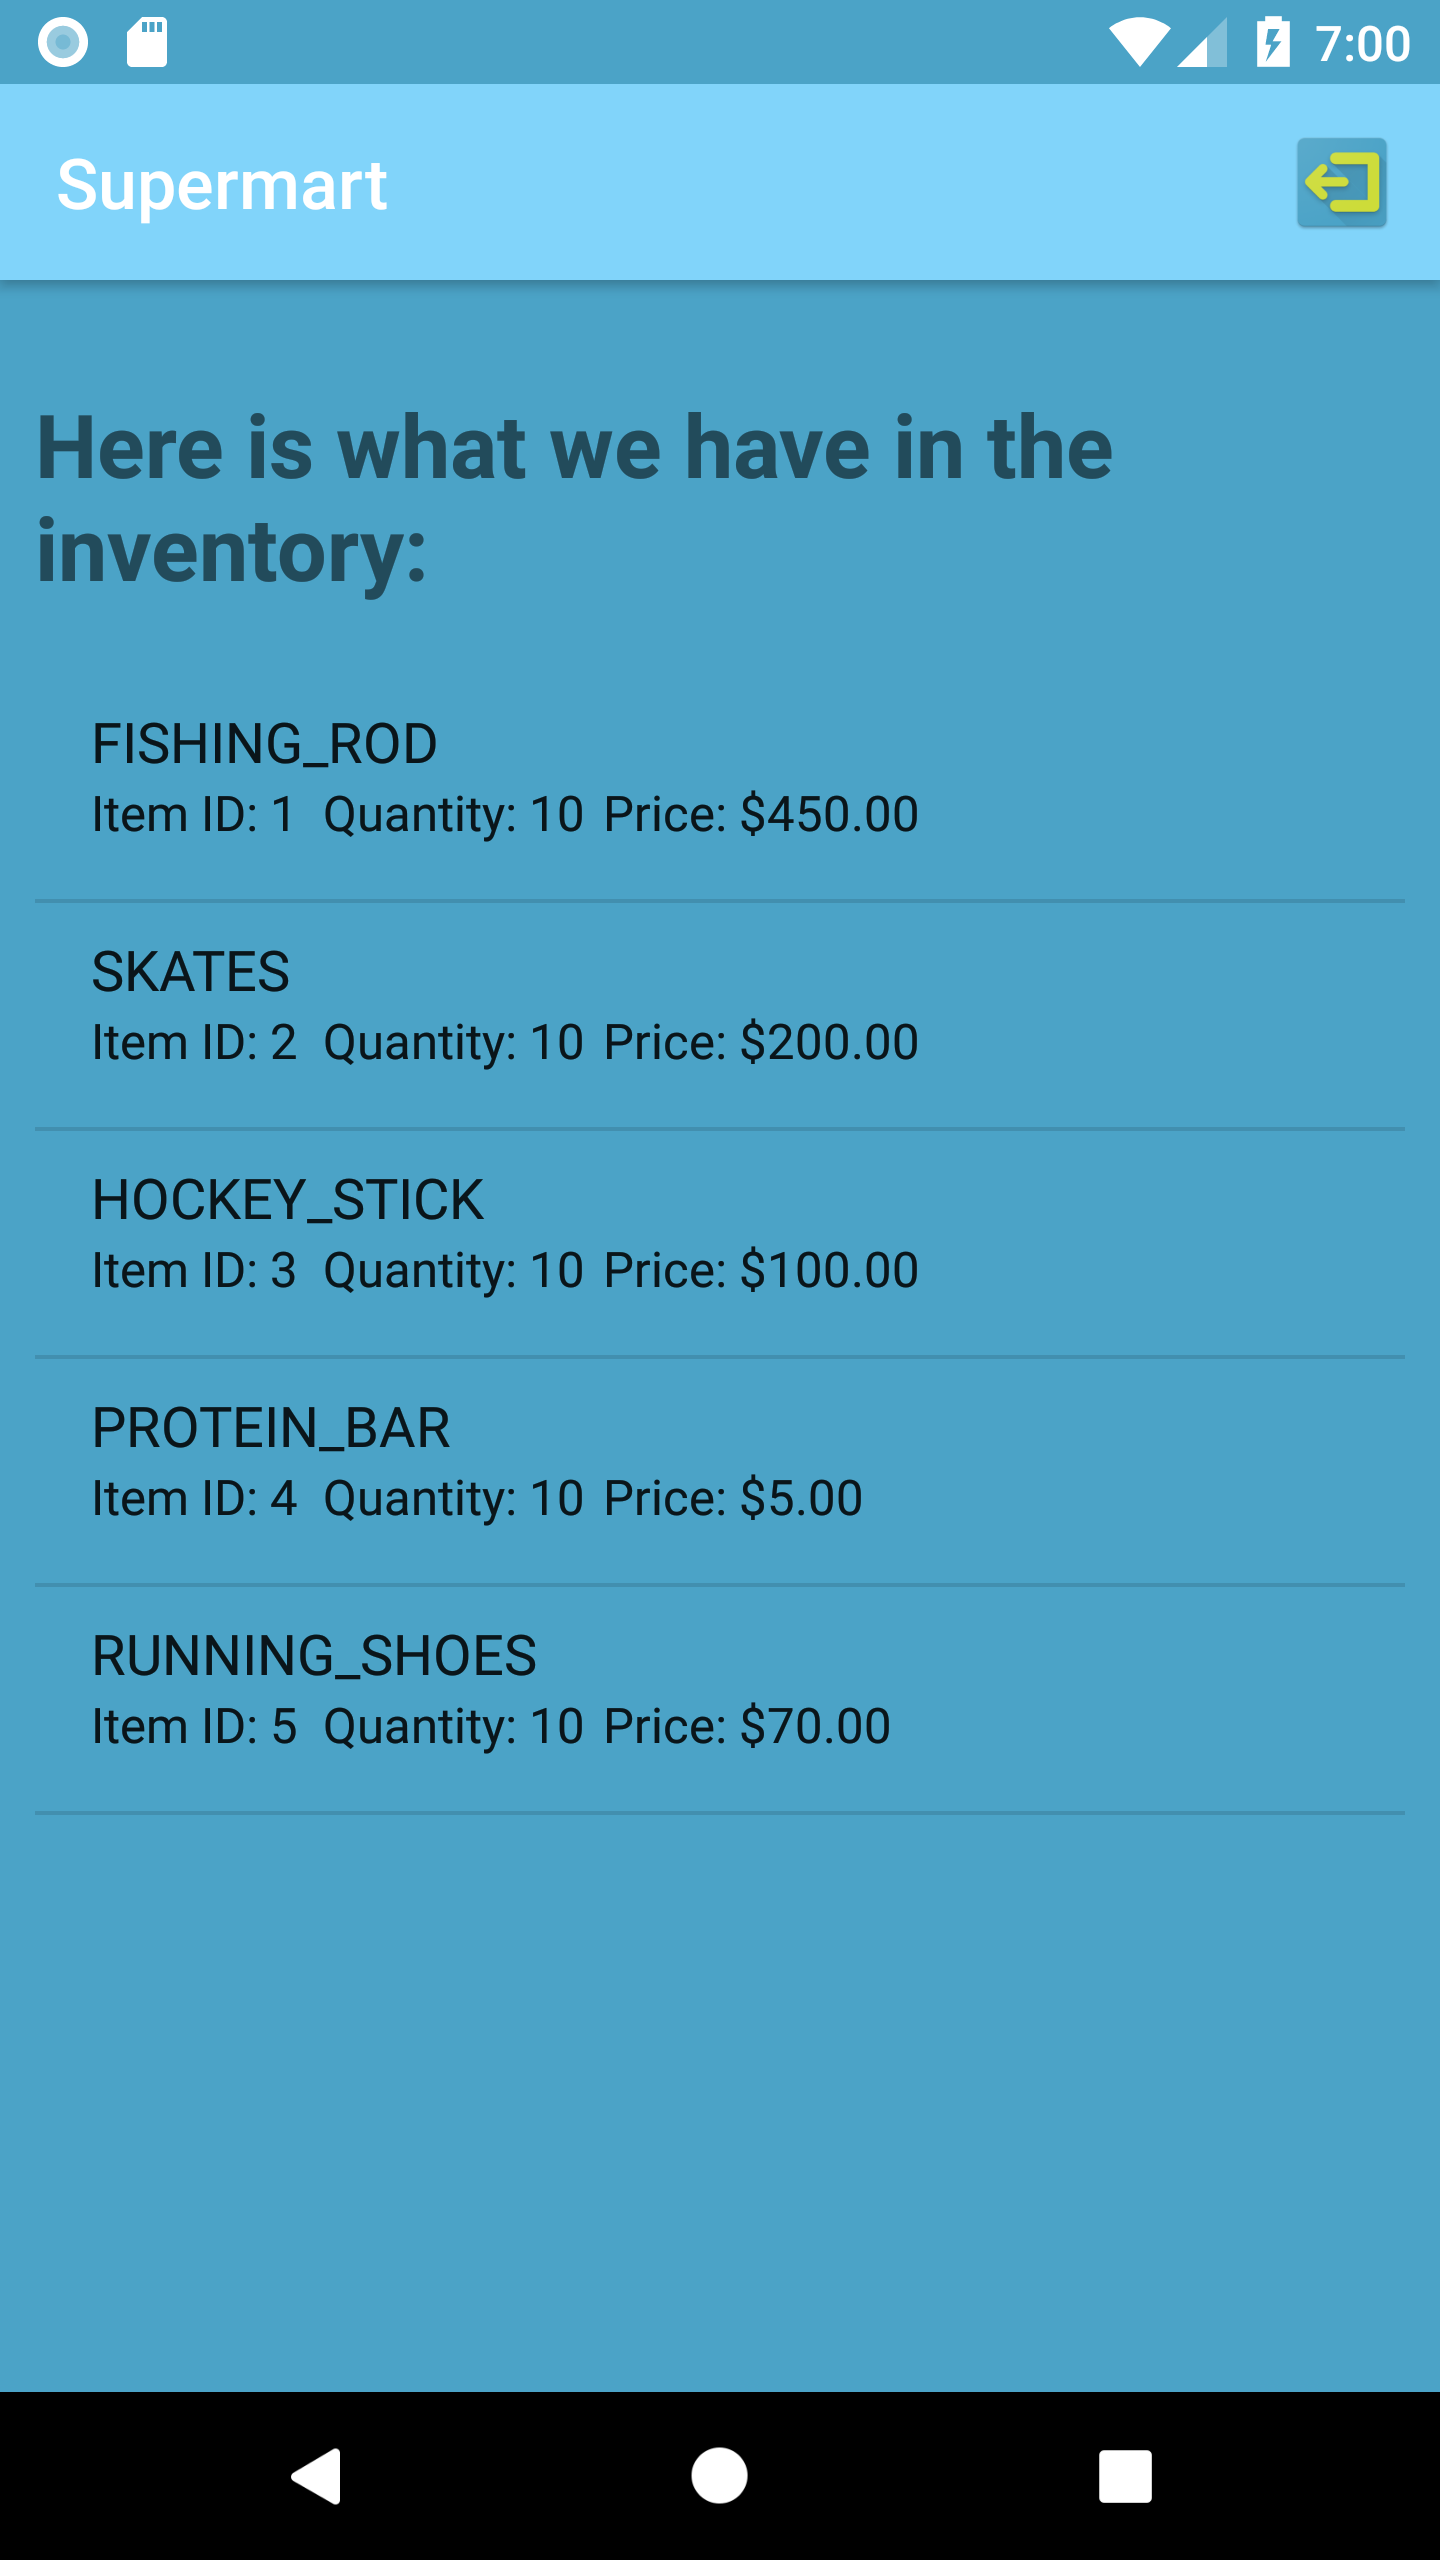 7:00
Supermart
Here is what we have in the
inventory:
FISHING_ROD
Item ID: 1 Quantity: 10 Price: $450.00
SKATES
Item ID: 2 Quantity: 10 Price: $200.00
HOCKEY_STICK
Item ID: 3 Quantity: 10 Price: $100.00
PROTEIN_BAR
Item ID: 4 Quantity: 10 Price: $5.00
RUNNING_SHOES
Item ID: 5 Quantity: 10 Price: $70.00